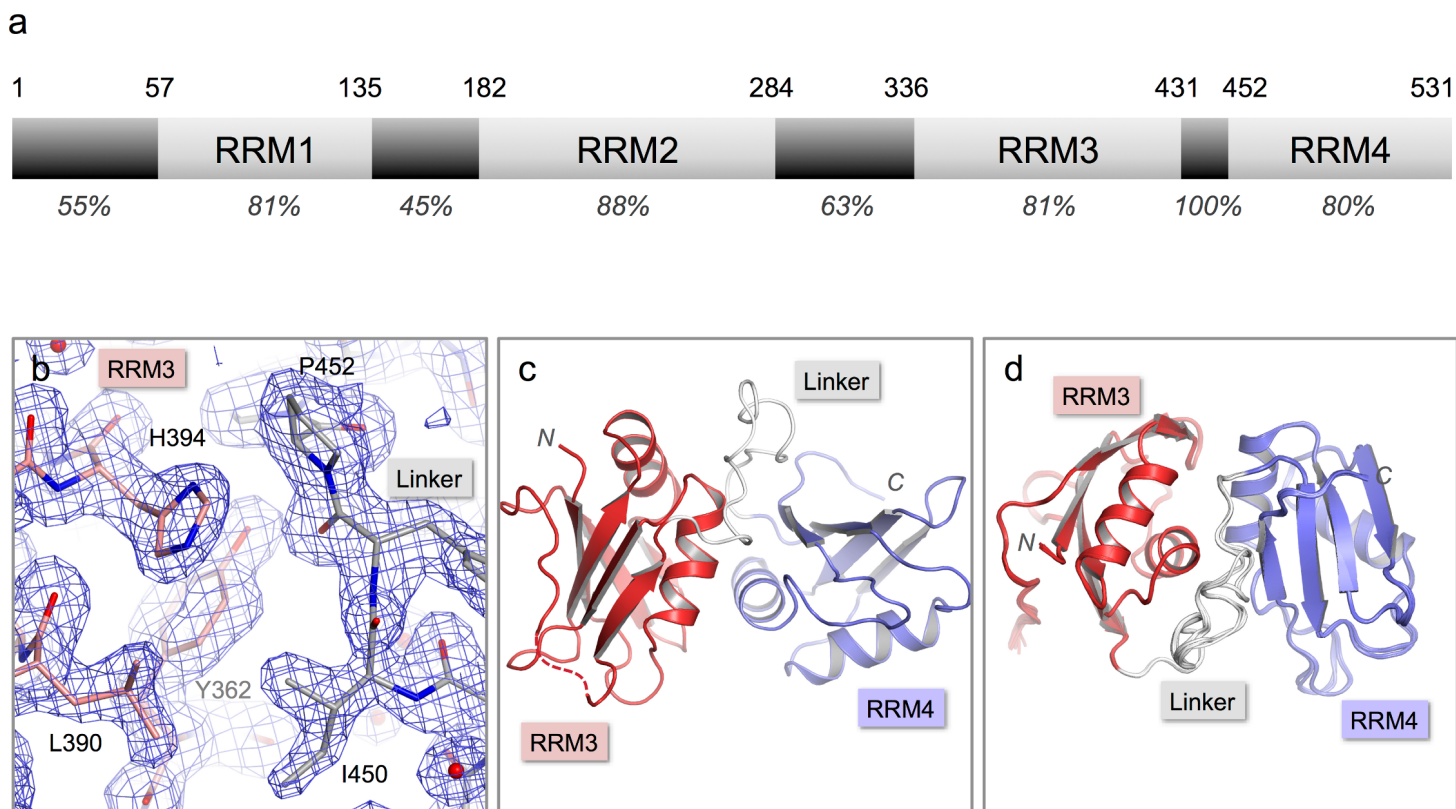 a
1 57 135 182 284 336 431 452 531
RRM1 RRM2 RRM3 RRM4
55% 81% 45% 88% 63% 81% 100% 80%
b
RRM3
P452
H394
Linker
Y362
L390
I450
c
Linker
N
C
RRM4
RRM3
d
RRM3
C
N
Linker
RRM4